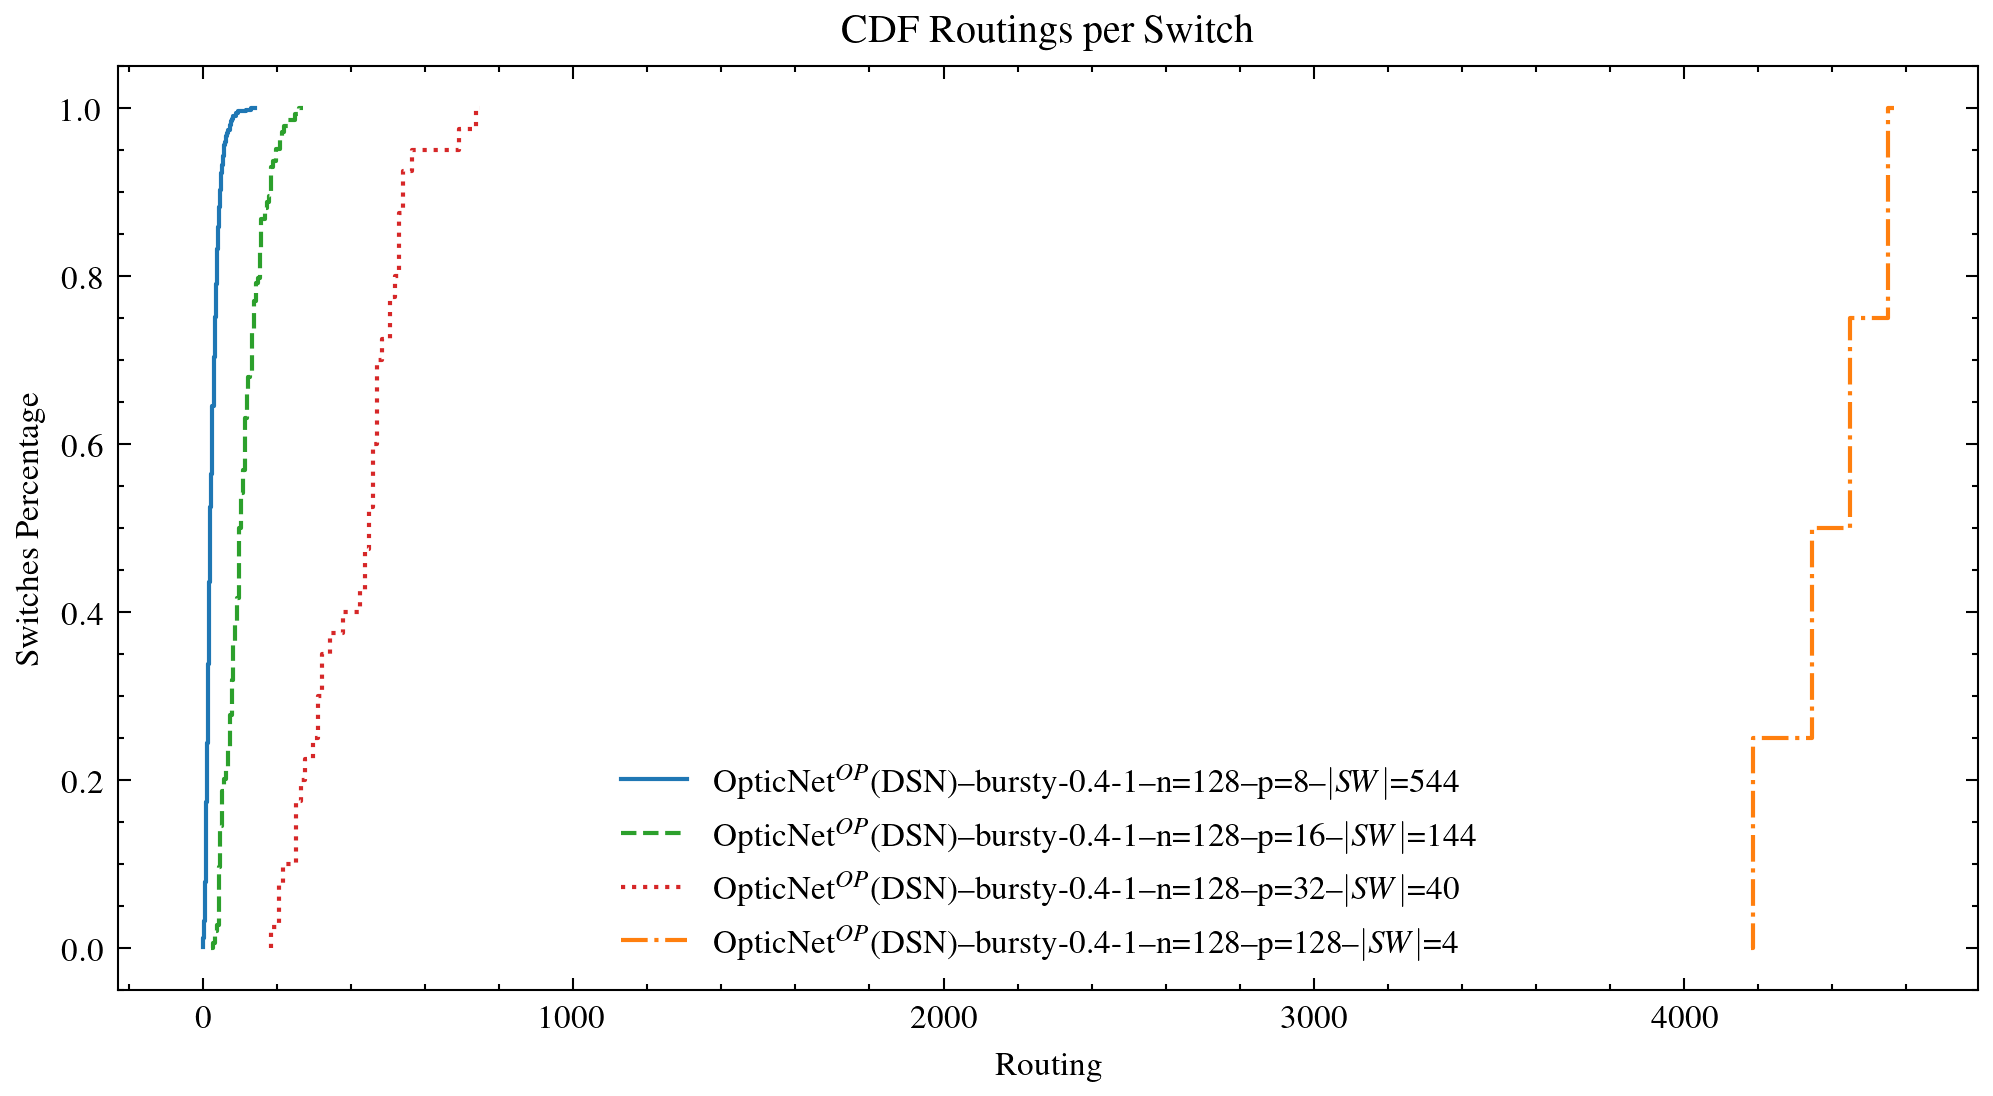 CDF Routings per Switch
1.0
0.8
0.6
0.4
0.2
0.0
Switches Percentage
OpticNet^OP(DSN)–bursty-0.4-1–n=128–p=8–|SW|=544
OpticNet^OP(DSN)–bursty-0.4-1–n=128–p=16–|SW|=144
OpticNet^OP(DSN)–bursty-0.4-1–n=128–p=32–|SW|=40
OpticNet^OP(DSN)–bursty-0.4-1–n=128–p=128–|SW|=4
0 1000 2000 3000 4000
Routing